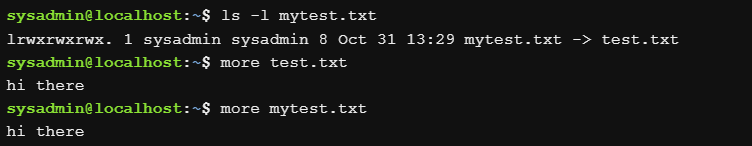 sysadmin@localhost:~$ ls -l mytest.txt
lrwxrwxrwx. 1 sysadmin sysadmin 8 Oct 31 13:29 mytest.txt -> test.txt
sysadmin@localhost:~$ more test.txt
hi there
sysadmin@localhost:~$ more mytest.txt
hi there